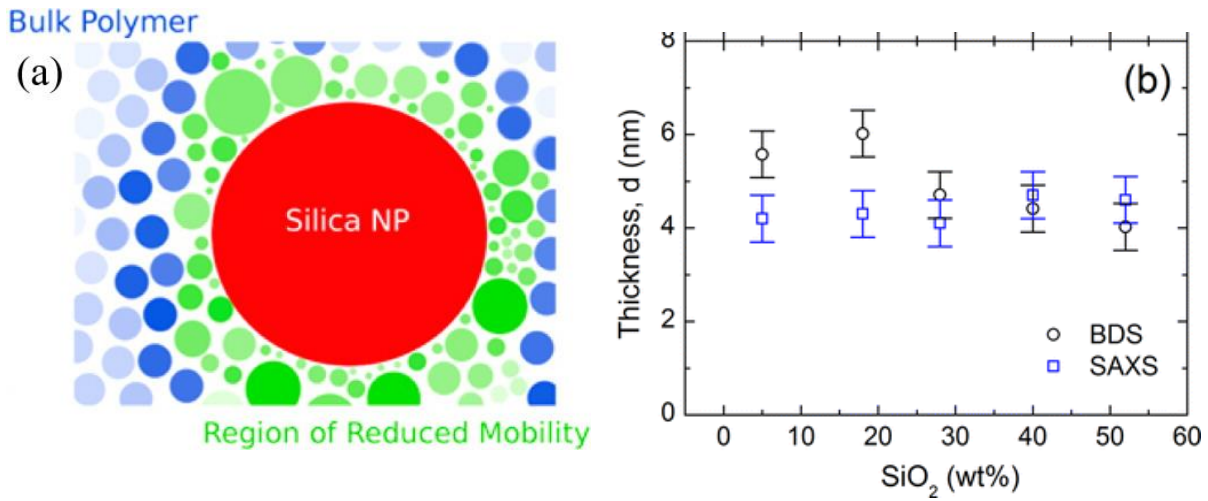 Bulk Polymer
(a)
Silica NP
Region of Reduced Mobility
(b)
8
6
4
2
0
Thickness, d (nm)
BDS
SAXS
0 10 20 30 40 50 60
SiO₂ (wt%)